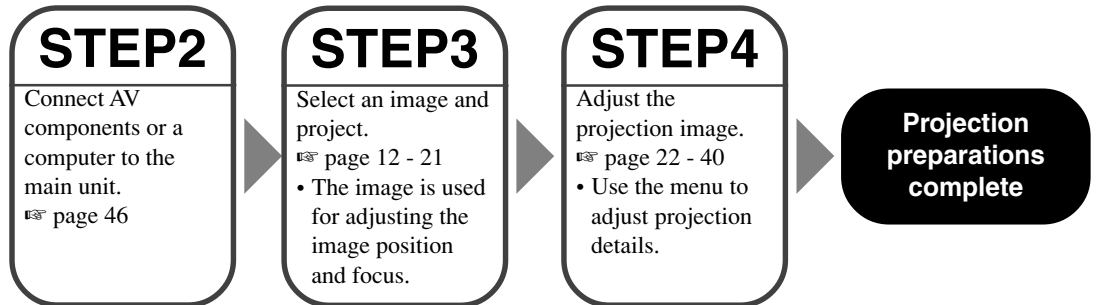 STEP2
Connect AV
components or a
computer to the
main unit.
☞ page 46
STEP3
Select an image and
project.
☞ page 12 - 21
• The image is used
for adjusting the
image position
and focus.
STEP4
Adjust the
projection image.
☞ page 22 - 40
• Use the menu to
adjust projection
details.
Projection
preparations
complete